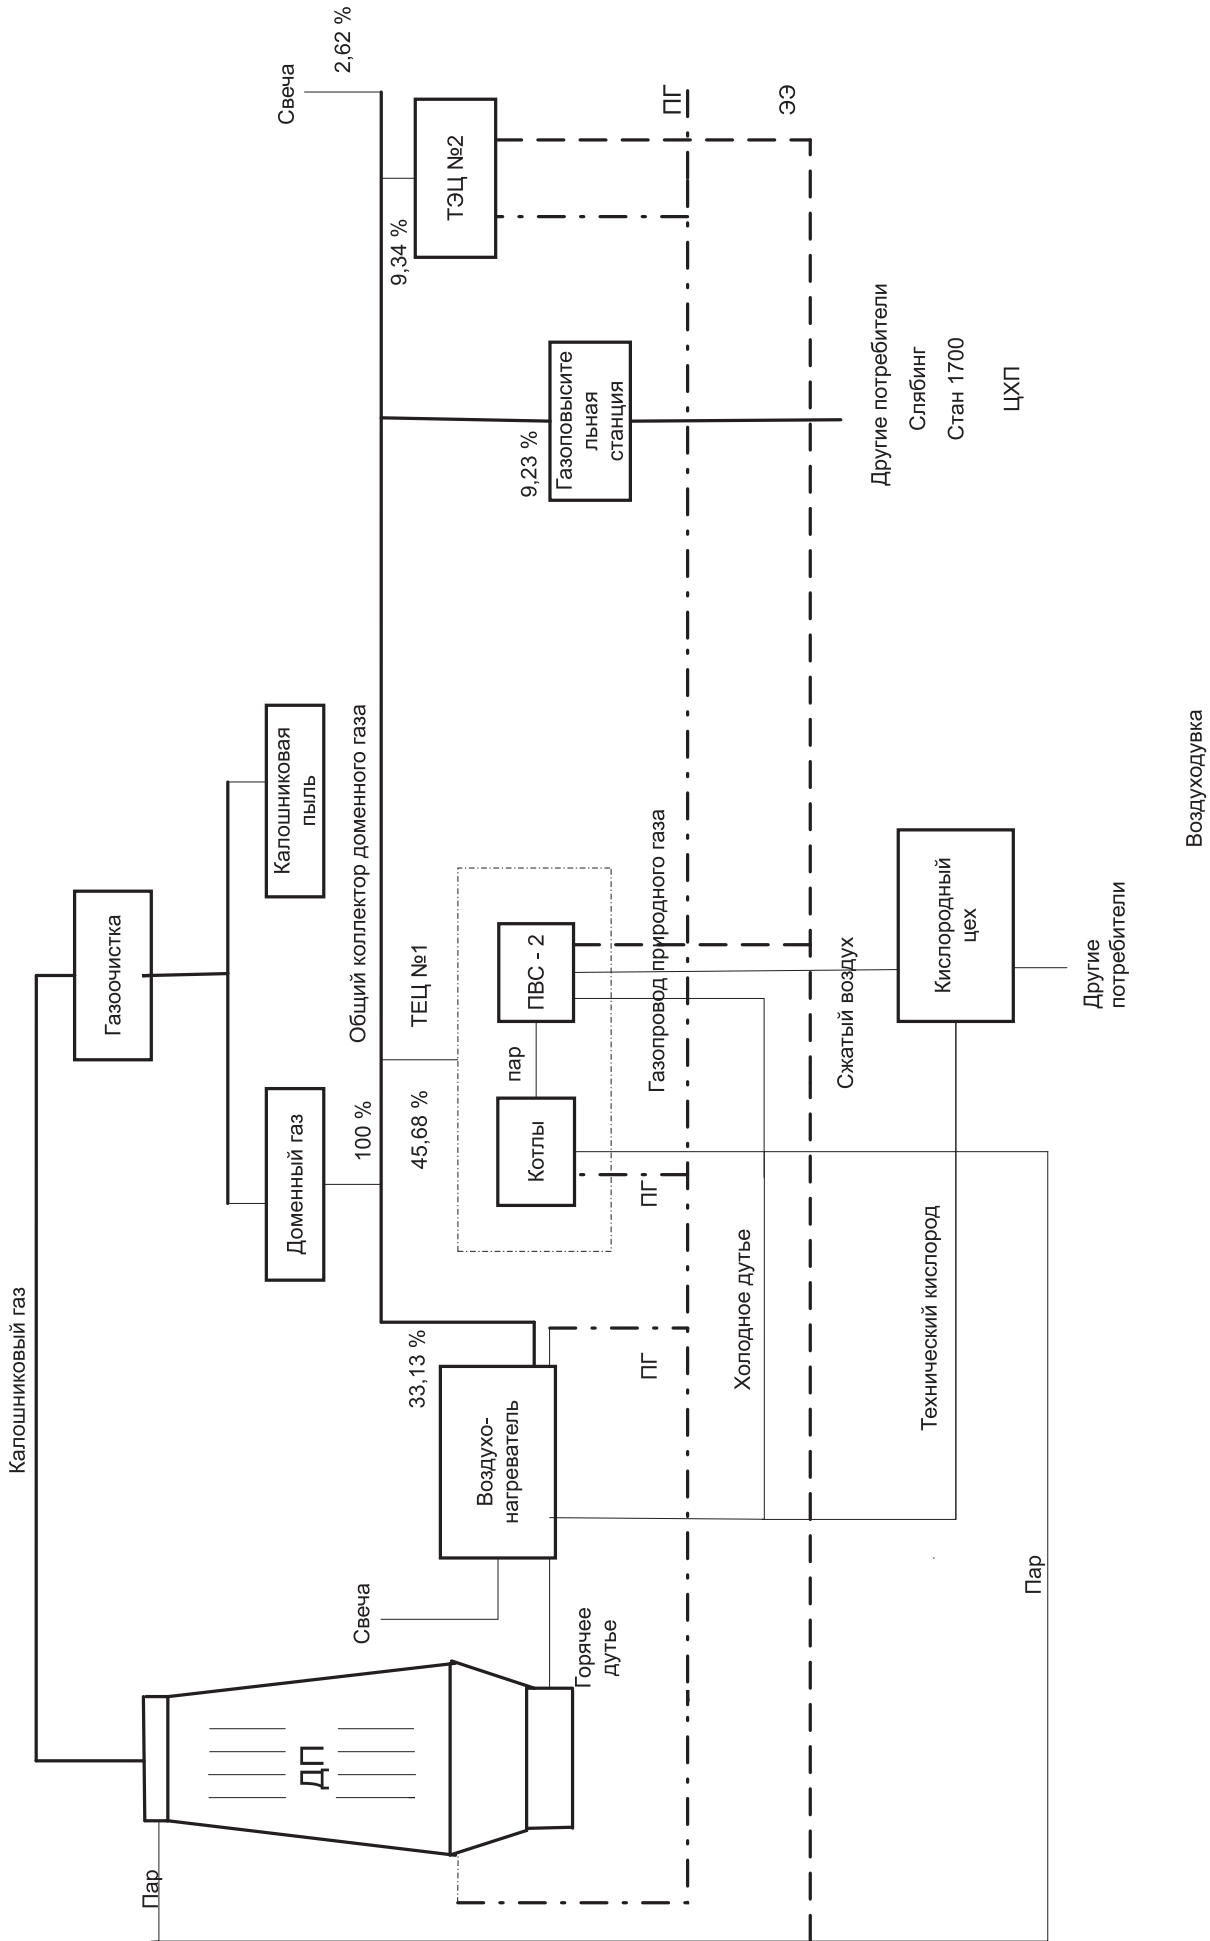 Калошниковый газ
Газоочистка
Доменный газ
Калошниковая
пыль
Свеча
2,62 %
100 %
Общий коллектор доменного газа
ТЭЦ №2
9,34 %
33,13 %
45,68 %
ТЕЦ №1
9,23 %
Газоповысите
льная
станция
Пар
ДП
Свеча
Горячее
дутье
Воздухо-
нагреватель
Котлы
пар
ПВС - 2
ПГ
ПГ
Газопровод природного газа
ПГ
Холодное дутье
ЭЭ
Сжатый воздух
Другие потребители
Слябинг
Стан 1700
ЦХП
Технический кислород
Кислородный
цех
Пар
Другие
потребители
Воздуходувка